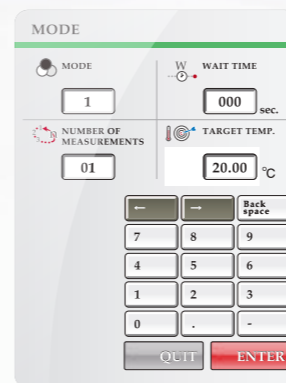 MODE
MODE
1
W
WAIT TIME
000 sec.
N
NUMBER OF
MEASUREMENTS
01
TARGET TEMP.
20.00 °C
← → Back
space
7 8 9
4 5 6
1 2 3
0 . -
QUIT ENTER